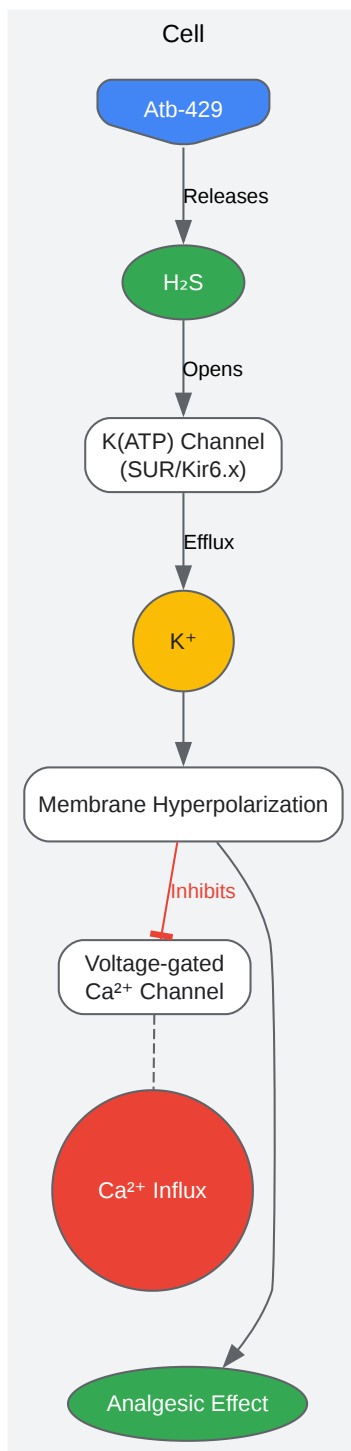 Cell
Atb-429
Releases
H₂S
Opens
K(ATP) Channel
(SUR/Kir6.x)
Efflux
K⁺
Membrane Hyperpolarization
Inhibits
Voltage-gated
Ca²⁺ Channel
Ca²⁺ Influx
Analgesic Effect